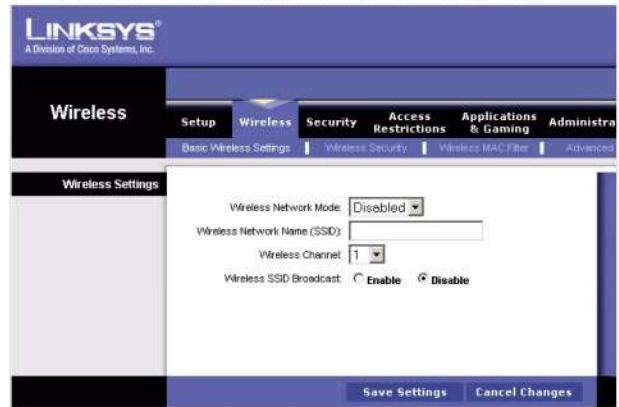 LINKSYS®
A Division of Cisco Systems, Inc.
Wireless
Setup Wireless Security Access Restrictions Applications & Gaming Administra
Basic Wireless Settings Wireless Security Wireless MAC Filter Advanced
Wireless Settings
Wireless Network Mode: Disabled
Wireless Network Name (SSID):
Wireless Channel: 1
Wireless SSID Broadcast: Enable Disable
Save Settings Cancel Changes